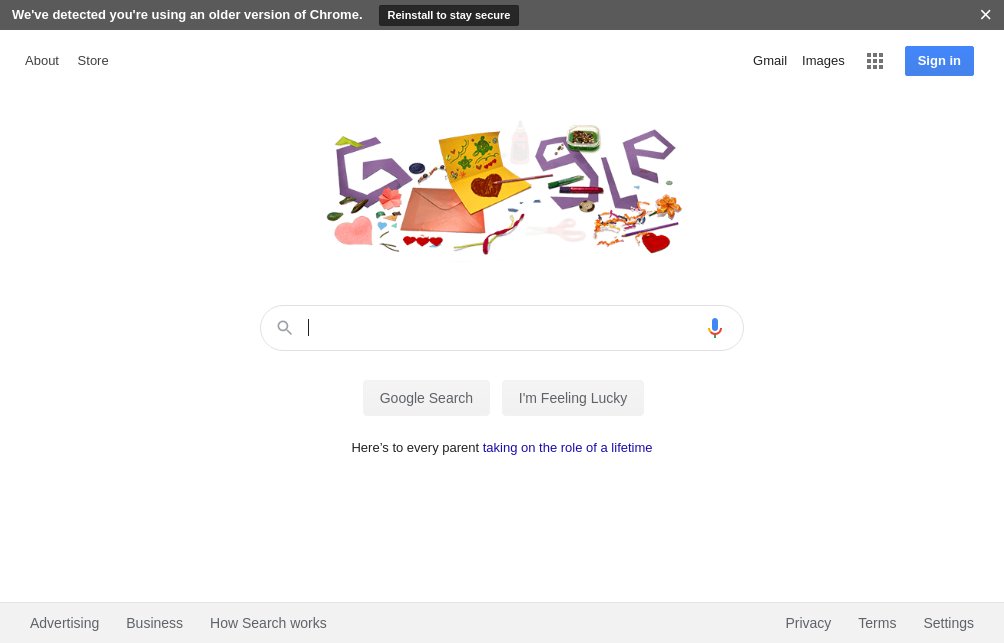 We've detected you're using an older version of Chrome. Reinstall to stay secure
About Store Gmail Images Sign in
Google
Google Search I'm Feeling Lucky
Here's to every parent taking on the role of a lifetime
Advertising Business How Search works Privacy Terms Settings